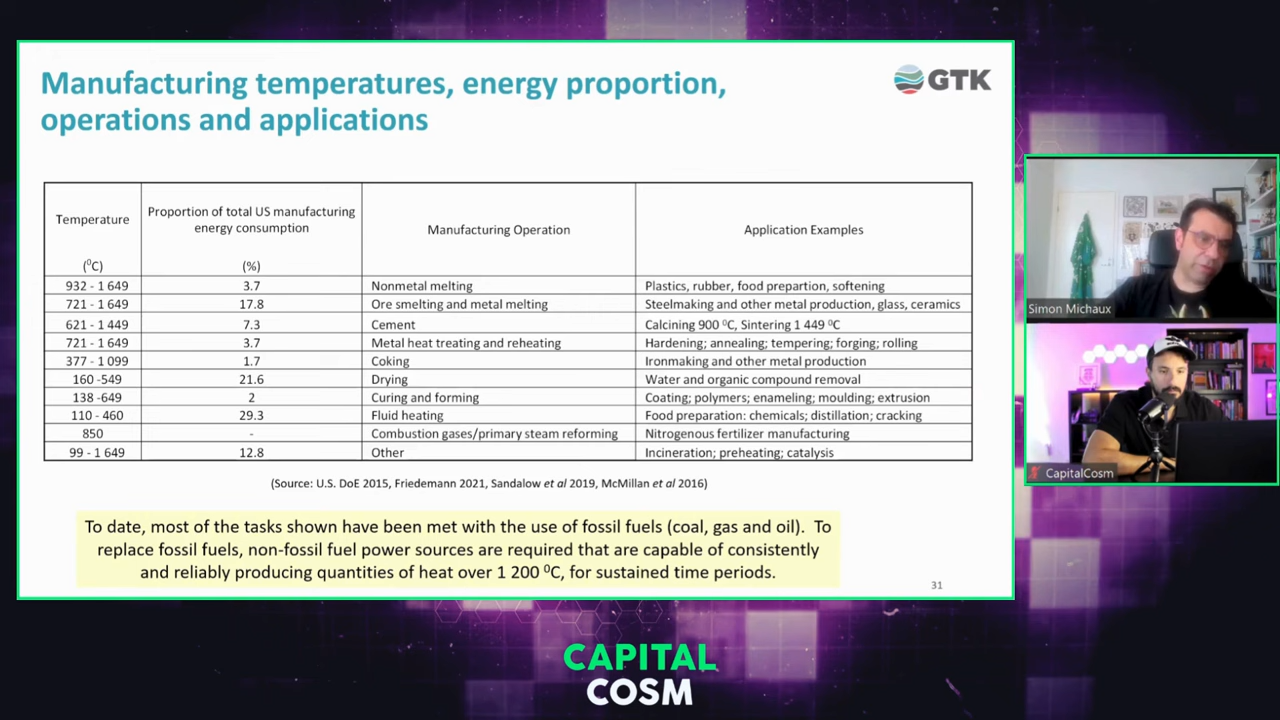 Manufacturing temperatures, energy proportion,
operations and applications
GTK
Temperature (⁰C) | Proportion of total US manufacturing energy consumption (%) | Manufacturing Operation | Application Examples
932 - 1 649 | 3.7 | Nonmetal melting | Plastics, rubber, food prepartion, softening
721 - 1 649 | 17.8 | Ore smelting and metal melting | Steelmaking and other metal production, glass, ceramics
621 - 1 449 | 7.3 | Cement | Calcining 900 ⁰C, Sintering 1 449 ⁰C
721 - 1 649 | 3.7 | Metal heat treating and reheating | Hardening; annealing; tempering; forging; rolling
377 - 1 099 | 1.7 | Coking | Ironmaking and other metal production
160 -549 | 21.6 | Drying | Water and organic compound removal
138 -649 | 2 | Curing and forming | Coating; polymers; enameling; moulding; extrusion
110 - 460 | 29.3 | Fluid heating | Food preparation: chemicals; distillation; cracking
850 | - | Combustion gases/primary steam reforming | Nitrogenous fertilizer manufacturing
99 - 1 649 | 12.8 | Other | Incineration; preheating; catalysis
(Source: U.S. DoE 2015, Friedemann 2021, Sandalow et al 2019, McMillan et al 2016)
To date, most of the tasks shown have been met with the use of fossil fuels (coal, gas and oil). To
replace fossil fuels, non-fossil fuel power sources are required that are capable of consistently
and reliably producing quantities of heat over 1 200 ⁰C, for sustained time periods.
31
Simon Michaux
CapitalCosm
CAPITAL
COSM